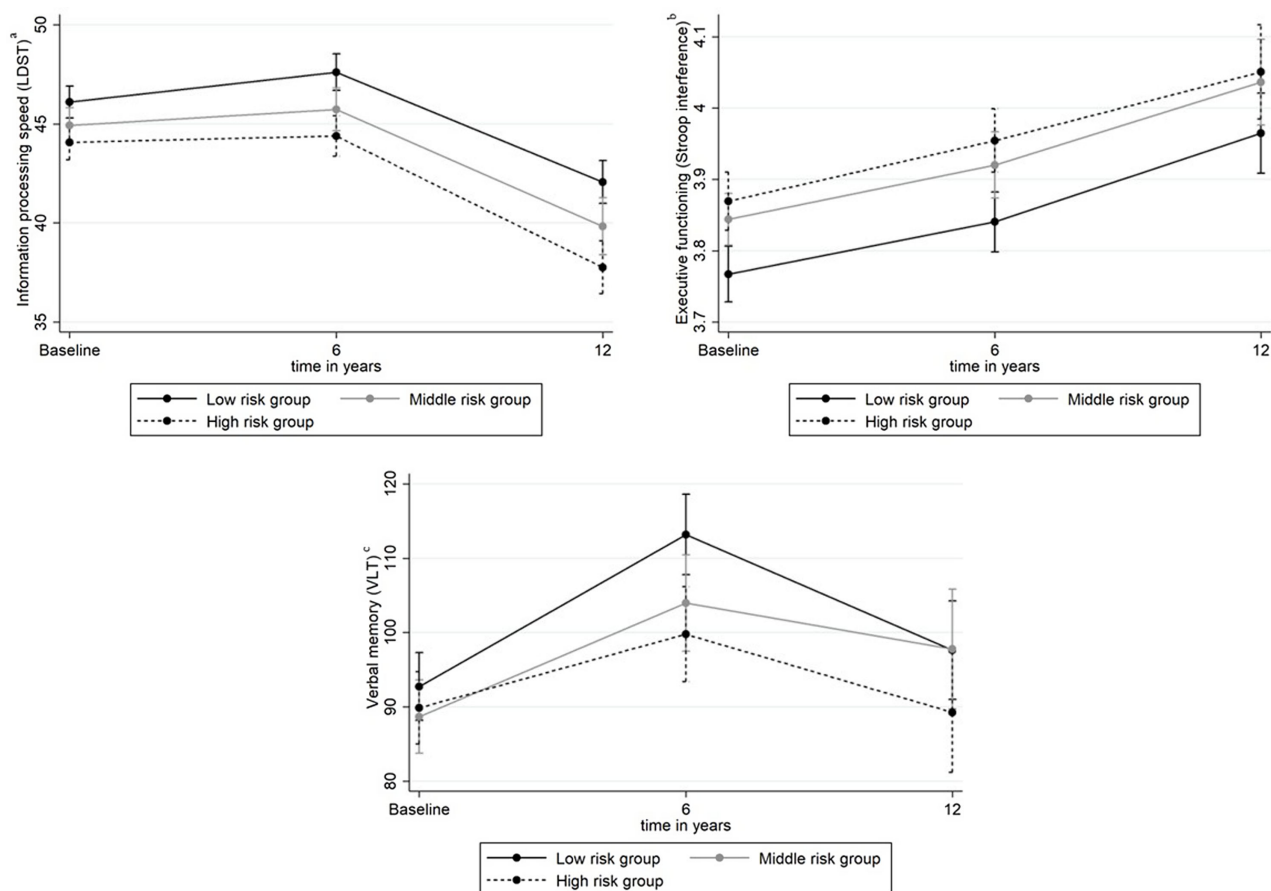 Information processing speed (LDST) a
50
45
40
35
Baseline
6
12
time in years
Low risk group
Middle risk group
High risk group
Executive functioning (Stroop interference) b
4.1
4
3.9
3.8
3.7
Baseline
6
12
time in years
Low risk group
Middle risk group
High risk group
Verbal memory (VLT) c
120
110
100
90
80
Baseline
6
12
time in years
Low risk group
Middle risk group
High risk group